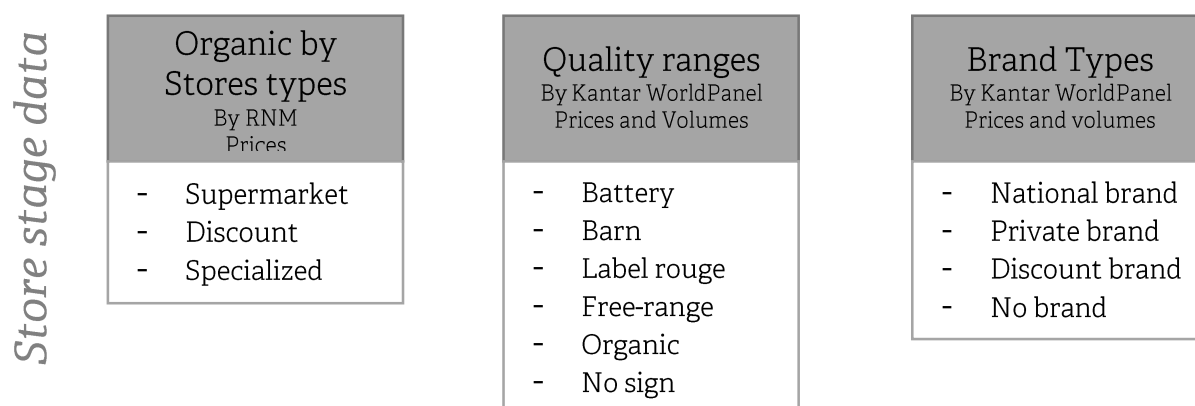 Store stage data
Organic by
Stores types
By RNM
Prices
- Supermarket
- Discount
- Specialized
Quality ranges
By Kantar WorldPanel
Prices and Volumes
- Battery
- Barn
- Label rouge
- Free-range
- Organic
- No sign
Brand Types
By Kantar WorldPanel
Prices and volumes
- National brand
- Private brand
- Discount brand
- No brand